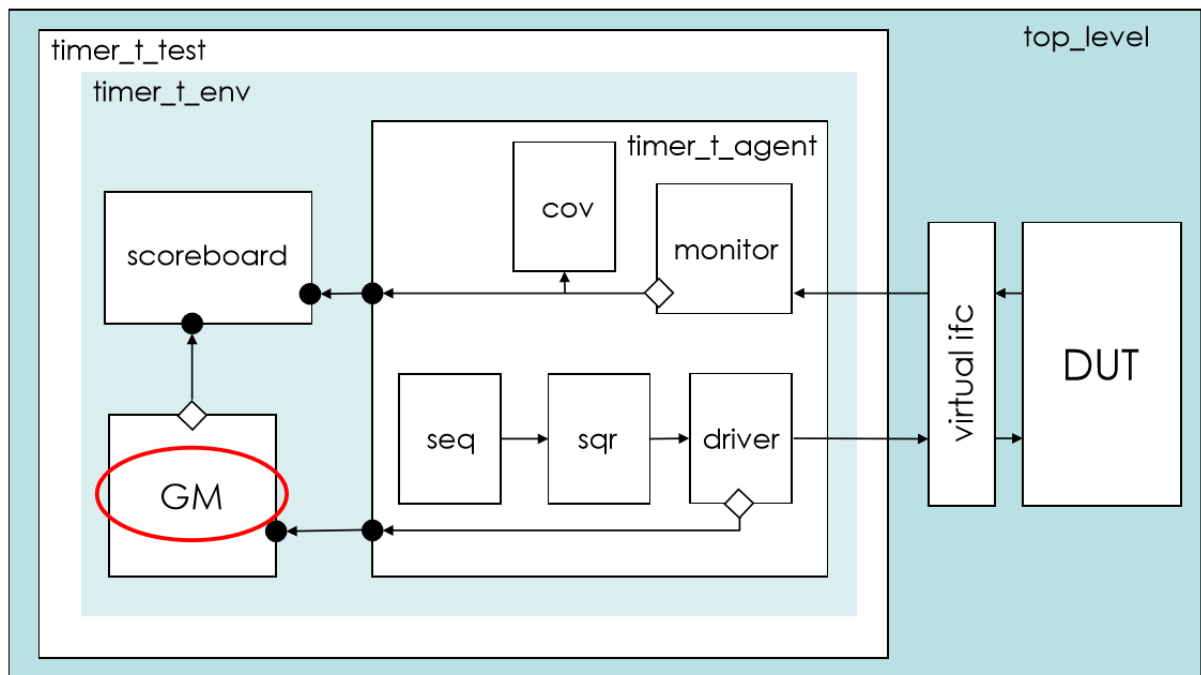 timer_t_test
top_level
timer_t_env
timer_t_agent
cov
monitor
scoreboard
virtual ifc
DUT
seq
sqr
driver
GM